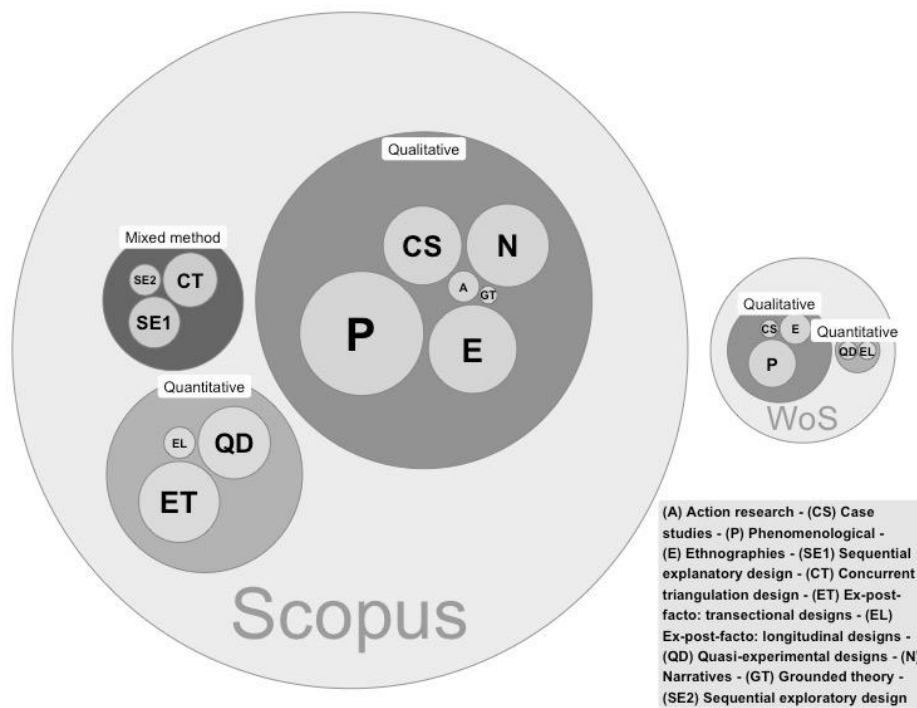 Qualitative
Mixed method
CS
N
SE2
CT
A
GT
SE1
P
E
Quantitative
EL
QD
ET
Scopus
Qualitative
Quantitative
CS
E
QD
EL
P
WoS
(A) Action research - (CS) Case
studies - (P) Phenomenological -
(E) Ethnographies - (SE1) Sequential
explanatory design - (CT) Concurrent
triangulation design - (ET) Ex-post-
facto: transectional designs - (EL)
Ex-post-facto: longitudinal designs -
(QD) Quasi-experimental designs - (N)
Narratives - (GT) Grounded theory -
(SE2) Sequential exploratory design